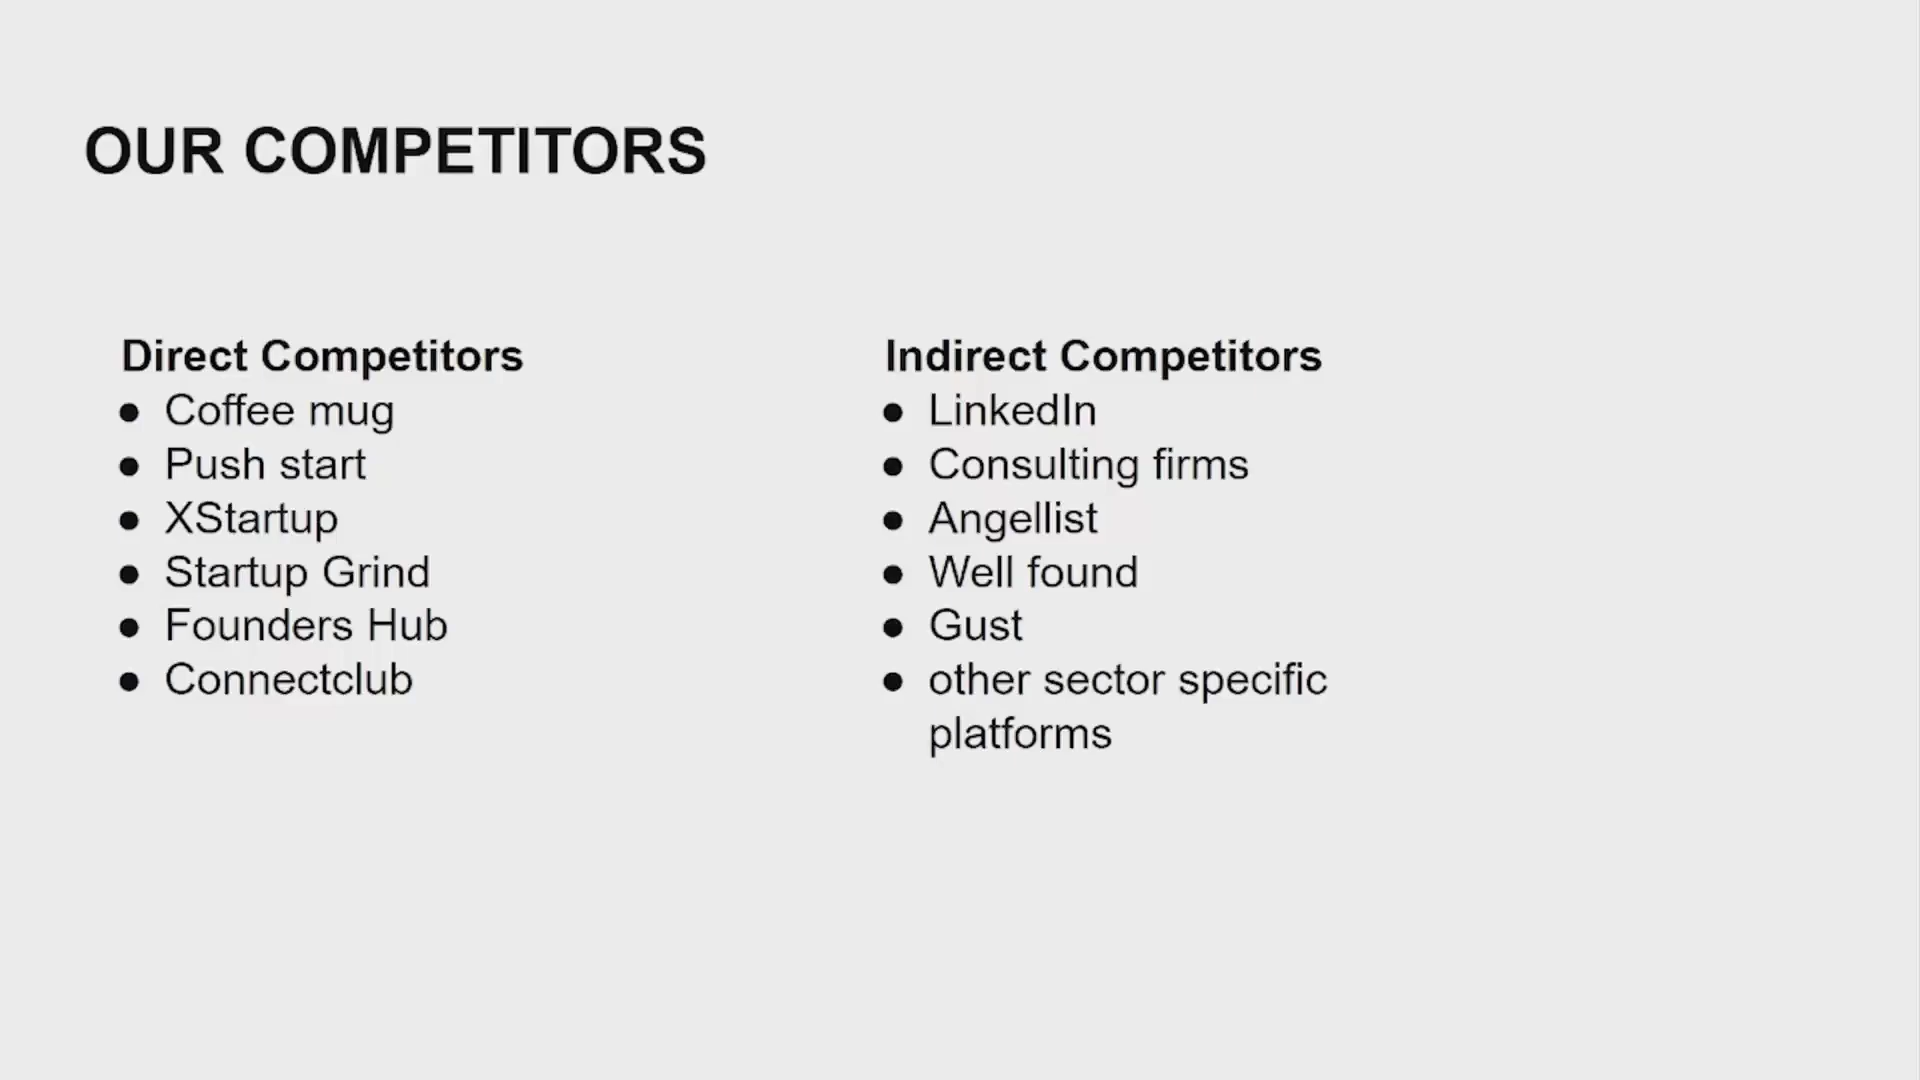 OUR COMPETITORS
Direct Competitors
● Coffee mug
● Push start
● XStartup
● Startup Grind
● Founders Hub
● Connectclub
Indirect Competitors
● LinkedIn
● Consulting firms
● Angellist
● Well found
● Gust
● other sector specific
platforms